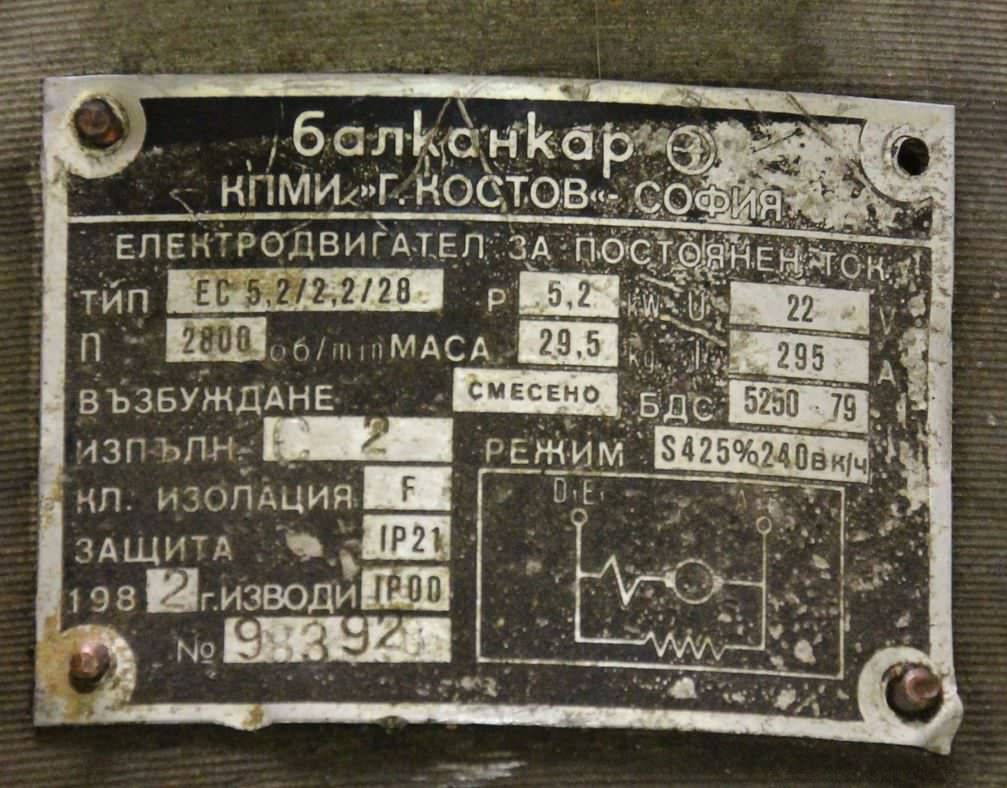 балканкар
КПМИ »Г. КОСТОВ«- СОФИЯ
ЕЛЕКТРОДВИГАТЕЛ ЗА ПОСТОЯНЕН ТОК
ТИП ЕС 5,2/2,2/28 P 5,2 kW U 22 V
П 2800 об/min МАСА 29,5 kg I 295 A
ВЪЗБУЖДАНЕ СМЕСЕНО БДС 5250 79
ИЗПЪЛН. С 2 РЕЖИМ S425%240вк/ч
КЛ. ИЗОЛАЦИЯ F
ЗАЩИТА IP21
1982 г. ИЗВОДИ IP00
№